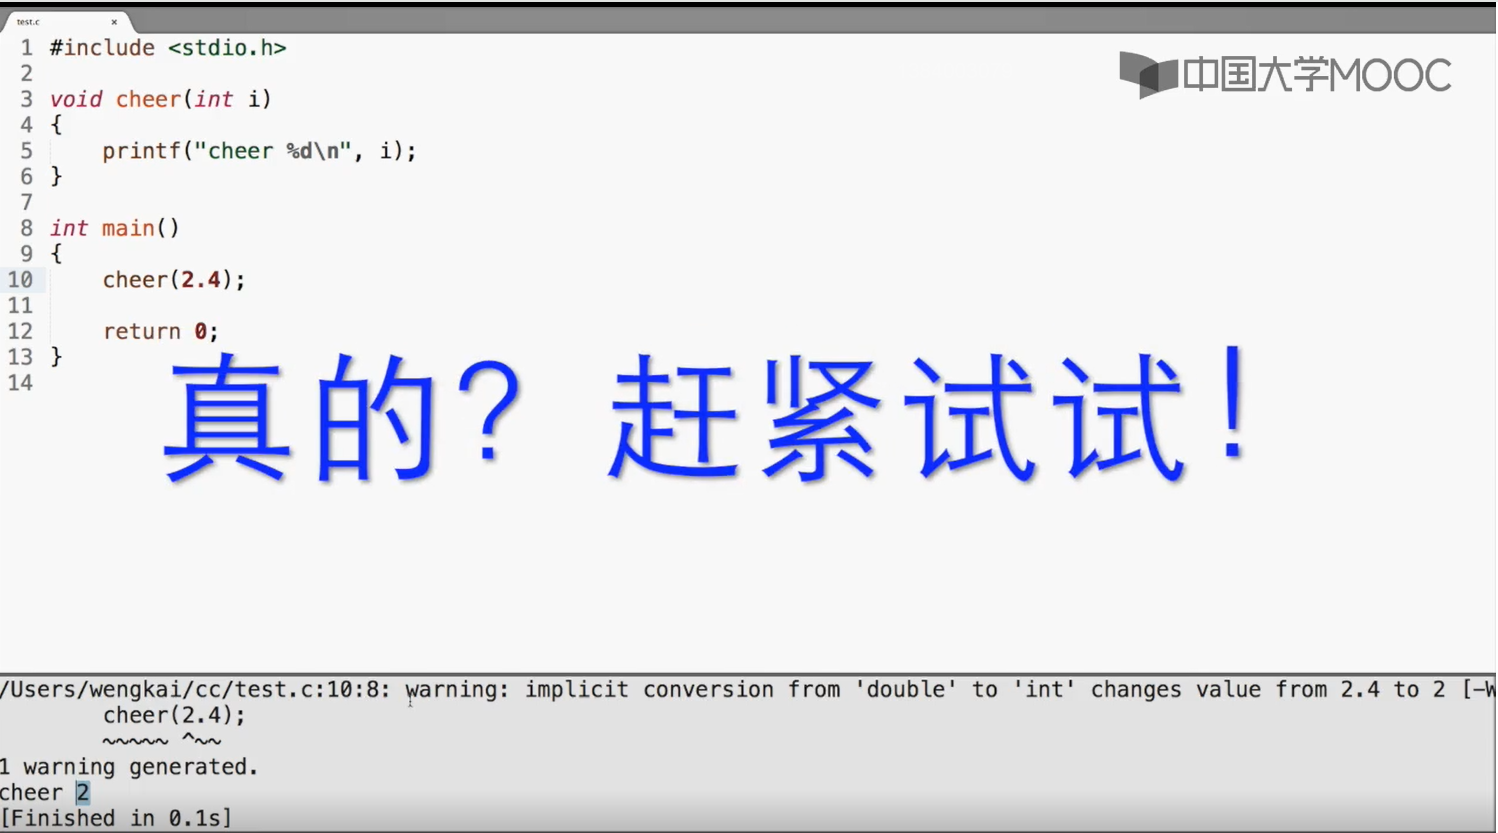 test.c ×
中国大学MOOC
1 #include <stdio.h>
2
3 void cheer(int i)
4 {
5     printf("cheer %d\n", i);
6 }
7
8 int main()
9 {
10     cheer(2.4);
11
12     return 0;
13 }
14
真的？赶紧试试！
/Users/wengkai/cc/test.c:10:8: warning: implicit conversion from 'double' to 'int' changes value from 2.4 to 2 [-W
        cheer(2.4);
        ~~~~~ ^~~
1 warning generated.
cheer 2
[Finished in 0.1s]